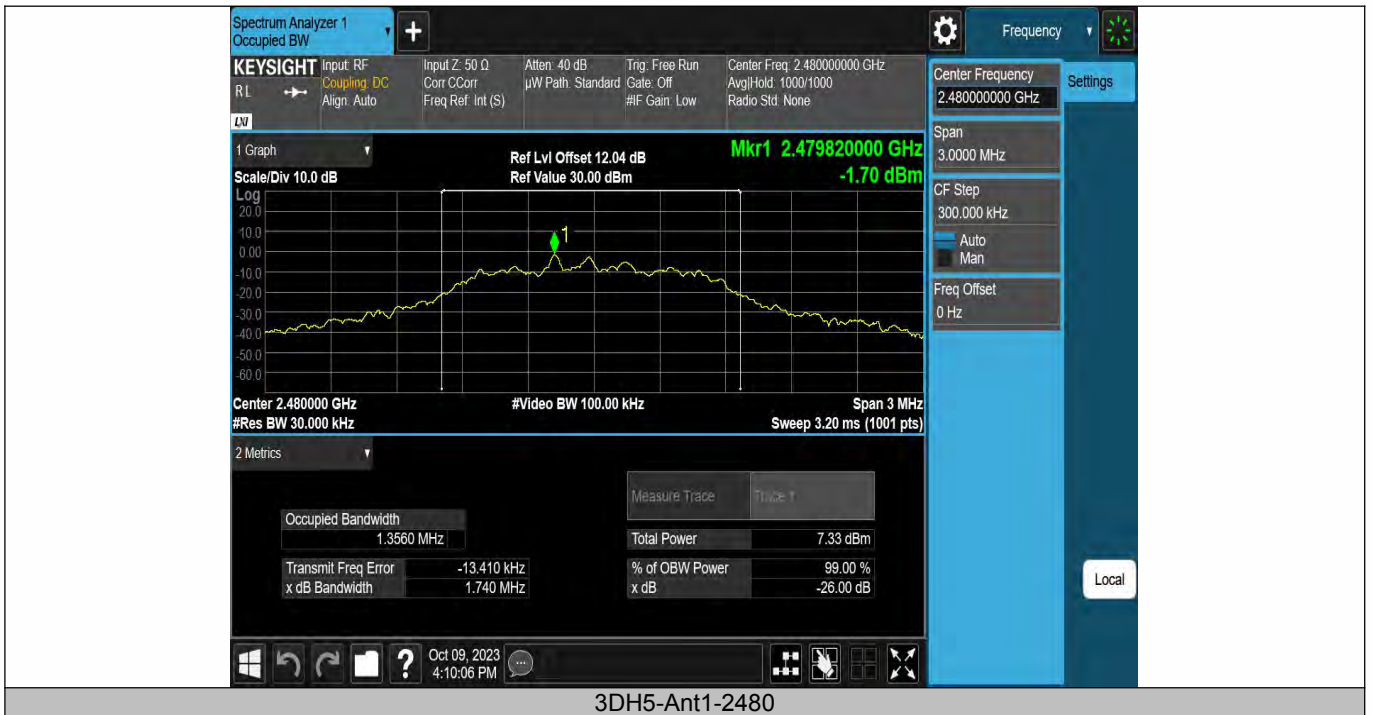 Spectrum Analyzer 1
Occupied BW
+
Frequency
KEYSIGHT
RL
LXI
Input: RF
Coupling: DC
Align: Auto
Input Z: 50 Ω
Corr CCorr
Freq Ref: Int (S)
Atten: 40 dB
µW Path: Standard
Trig: Free Run
Gate: Off
#IF Gain: Low
Center Freq: 2.480000000 GHz
Avg|Hold: 1000/1000
Radio Std: None
Center Frequency
2.480000000 GHz
Settings
Span
3.0000 MHz
CF Step
300.000 kHz
Auto
Man
Freq Offset
0 Hz
Local
1 Graph
Scale/Div 10.0 dB
Ref Lvl Offset 12.04 dB
Ref Value 30.00 dBm
Mkr1 2.479820000 GHz
-1.70 dBm
Log
20.0
10.0
0.00
-10.0
-20.0
-30.0
-40.0
-50.0
-60.0
1
Center 2.480000 GHz
#Video BW 100.00 kHz
Span 3 MHz
#Res BW 30.000 kHz
Sweep 3.20 ms (1001 pts)
2 Metrics
Measure Trace
Trace 1
Occupied Bandwidth
1.3560 MHz
Total Power
7.33 dBm
Transmit Freq Error
-13.410 kHz
% of OBW Power
99.00 %
x dB Bandwidth
1.740 MHz
x dB
-26.00 dB
?
Oct 09, 2023
4:10:06 PM
3DH5-Ant1-2480